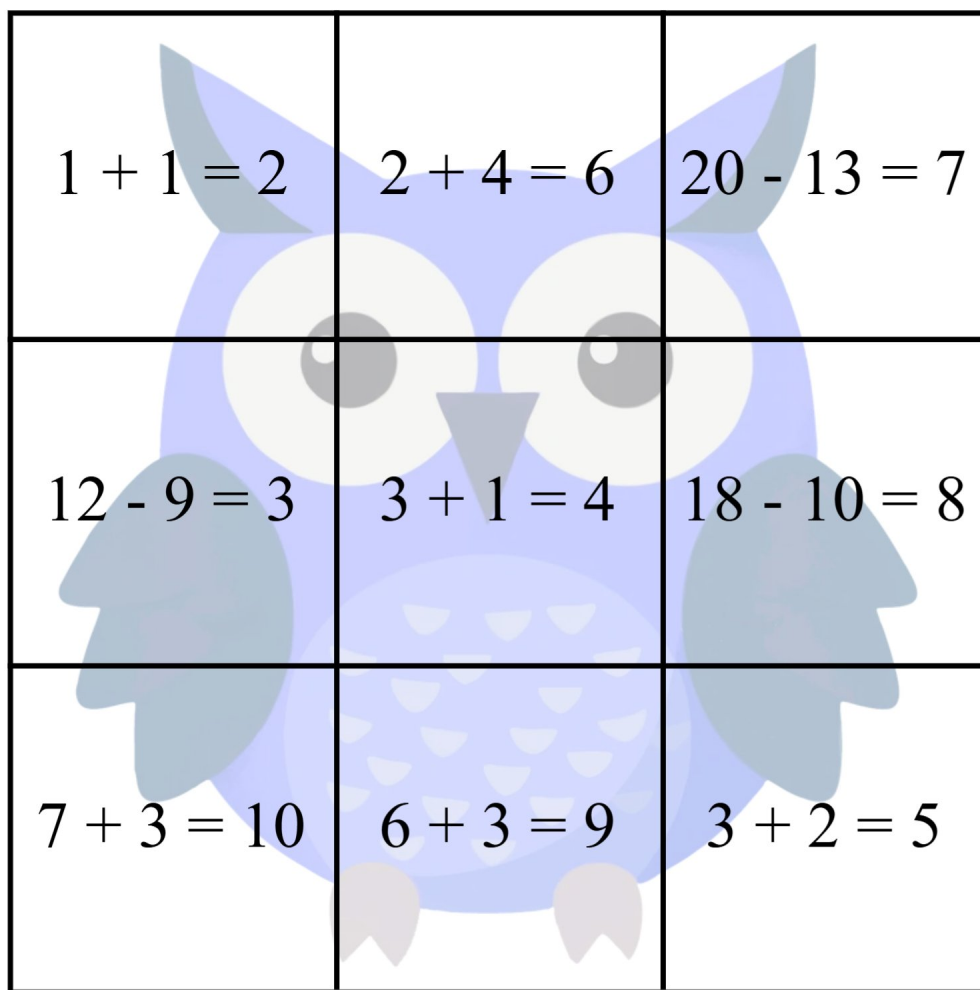 1 + 1 = 2
2 + 4 = 6
20 - 13 = 7
12 - 9 = 3
3 + 1 = 4
18 - 10 = 8
7 + 3 = 10
6 + 3 = 9
3 + 2 = 5